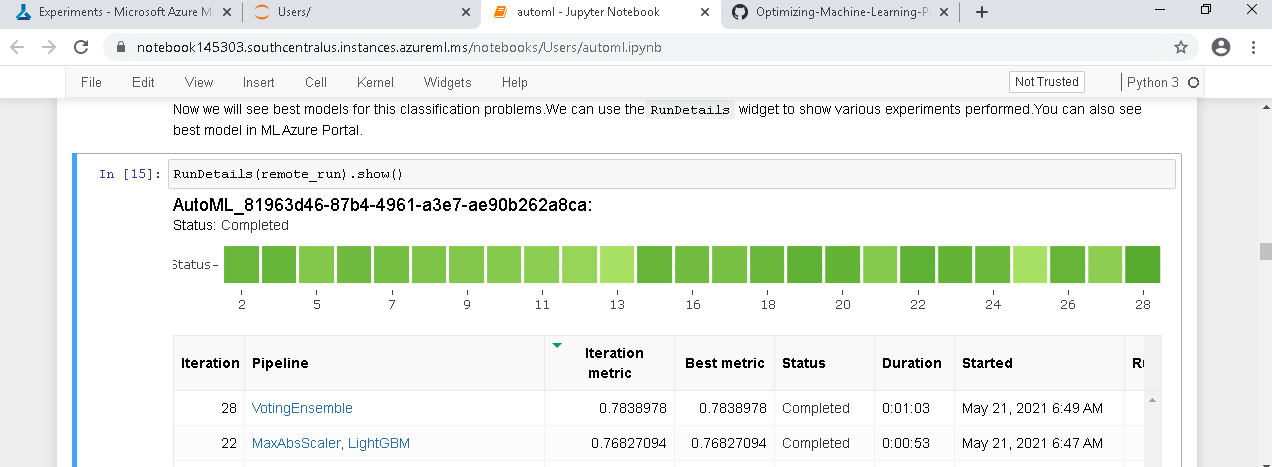 Experiments - Microsoft Azure M
Users/
automl - Jupyter Notebook
Optimizing-Machine-Learning-P
notebook145303.southcentralus.instances.azureml.ms/notebooks/Users/automl.ipynb
File Edit View Insert Cell Kernel Widgets Help Not Trusted Python 3
Now we will see best models for this classification problems.We can use the RunDetails widget to show various experiments performed.You can also see
best model in ML Azure Portal.
In [15]: RunDetails(remote_run).show()
AutoML_81963d46-87b4-4961-a3e7-ae90b262a8ca:
Status: Completed
Status
2 5 7 9 11 13 16 18 20 22 24 26 28
Iteration Pipeline Iteration metric Best metric Status Duration Started
28 VotingEnsemble 0.7838978 0.7838978 Completed 0:01:03 May 21, 2021 6:49 AM
22 MaxAbsScaler, LightGBM 0.76827094 0.76827094 Completed 0:00:53 May 21, 2021 6:47 AM